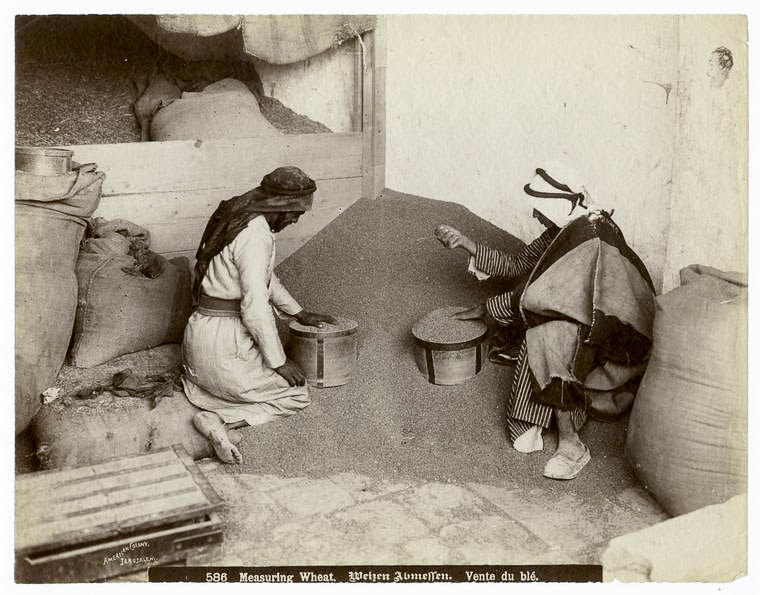 AMERICAN COLONY,
JERUSALEM.
586 Measuring Wheat. Weizen Abmessen. Vente du blé.